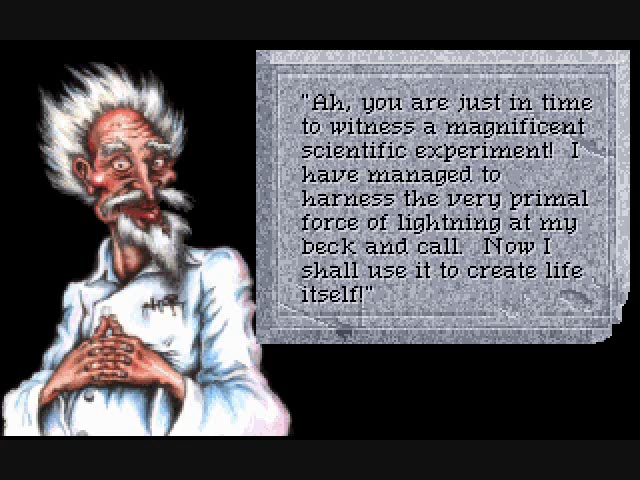 "Ah, you are just in time
to witness a magnificent
scientific experiment!  I
have managed to
harness the very primal
force of lightning at my
beck and call.  Now I
shall use it to create life
itself!"